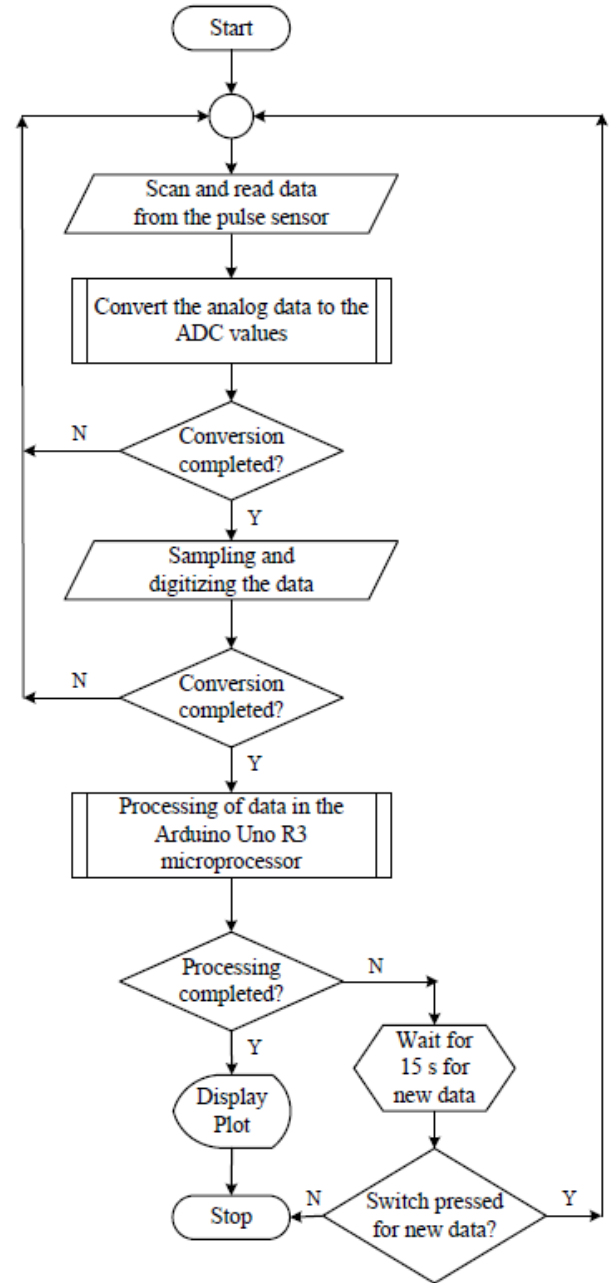 Start
Scan and read data
from the pulse sensor
Convert the analog data to the
ADC values
N
Conversion
completed?
Y
Sampling and
digitizing the data
N
Conversion
completed?
Y
Processing of data in the
Arduino Uno R3
microprocessor
Processing
completed?
N
Y
Wait for
15 s for
new data
Display
Plot
Stop
N
Switch pressed
for new data?
Y